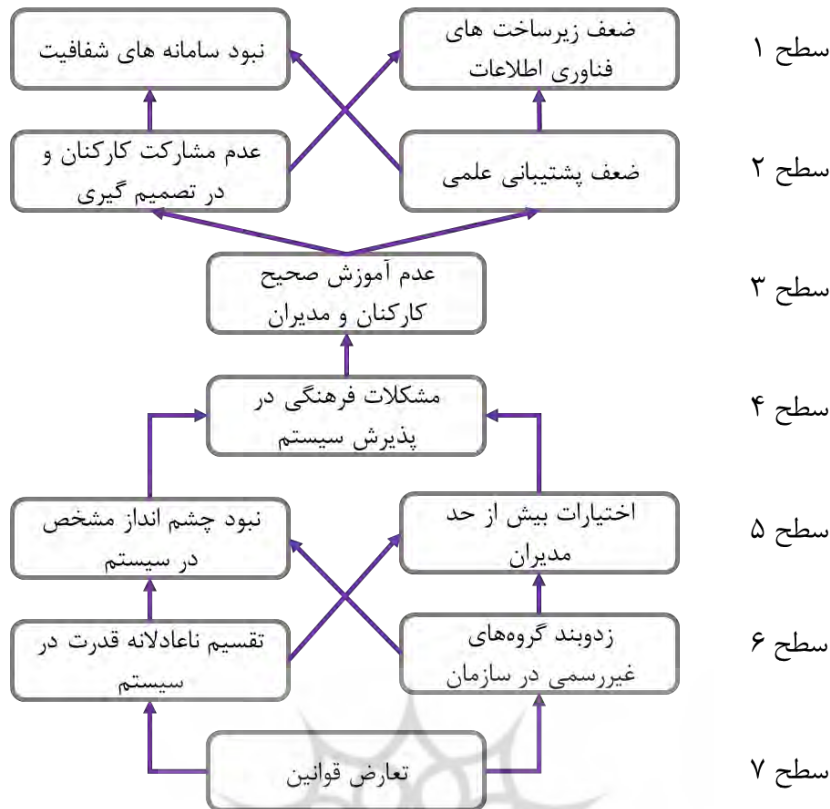 سطح ۱
ضعف زیرساخت های
فناوری اطلاعات
نبود سامانه های شفافیت
سطح ۲
ضعف پشتیبانی علمی
عدم مشارکت کارکنان و
در تصمیم گیری
سطح ۳
عدم آموزش صحیح
کارکنان و مدیران
سطح ۴
مشکلات فرهنگی در
پذیرش سیستم
سطح ۵
اختیارات بیش از حد
مدیران
نبود چشم انداز مشخص
در سیستم
سطح ۶
زدوبند گروه‌های
غیررسمی در سازمان
تقسیم ناعادلانه قدرت در
سیستم
سطح ۷
تعارض قوانین